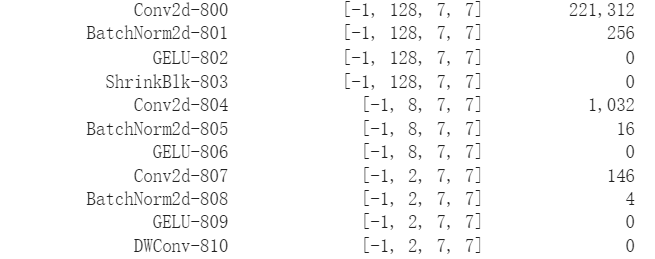 Conv2d-800 [-1, 128, 7, 7] 221,312
BatchNorm2d-801 [-1, 128, 7, 7] 256
GELU-802 [-1, 128, 7, 7] 0
ShrinkBlk-803 [-1, 128, 7, 7] 0
Conv2d-804 [-1, 8, 7, 7] 1,032
BatchNorm2d-805 [-1, 8, 7, 7] 16
GELU-806 [-1, 8, 7, 7] 0
Conv2d-807 [-1, 2, 7, 7] 146
BatchNorm2d-808 [-1, 2, 7, 7] 4
GELU-809 [-1, 2, 7, 7] 0
DWConv-810 [-1, 2, 7, 7] 0